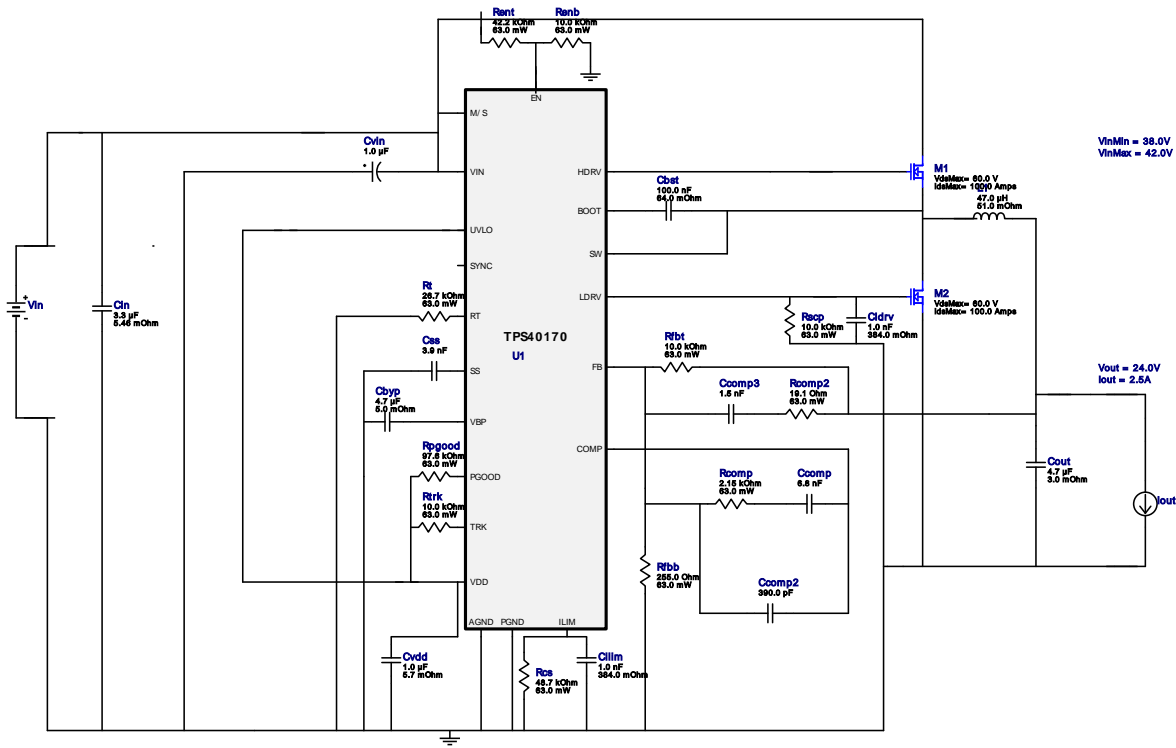 Rent
42.2 kOhm
63.0 mW
Renb
10.0 kOhm
63.0 mW
EN
M/S
Cvin
1.0 µF
VIN
HDRV
M1
VdsMax= 60.0 V
IdsMax= 100.0 Amps
VinMin = 38.0V
VinMax = 42.0V
47.0 µH
51.0 mOhm
Cbst
100.0 nF
64.0 mOhm
BOOT
UVLO
SW
SYNC
Rt
26.7 kOhm
63.0 mW
RT
LDRV
M2
VdsMax= 60.0 V
IdsMax= 100.0 Amps
Rscp
10.0 kOhm
63.0 mW
Cldrv
1.0 nF
384.0 mOhm
Vin
Cin
3.3 µF
5.46 mOhm
TPS40170
U1
Css
3.9 nF
SS
Rfbt
10.0 kOhm
63.0 mW
FB
Cbyp
4.7 µF
5.0 mOhm
VBP
Ccomp3
1.5 nF
Rcomp2
19.1 Ohm
63.0 mW
Vout = 24.0V
Iout = 2.5A
Rpgood
97.6 kOhm
63.0 mW
PGOOD
COMP
Rcomp
2.15 kOhm
63.0 mW
Ccomp
6.8 nF
Cout
4.7 µF
3.0 mOhm
Iout
Rtrk
10.0 kOhm
63.0 mW
TRK
VDD
Rfbb
255.0 Ohm
63.0 mW
Ccomp2
390.0 pF
AGND
PGND
ILIM
Cvdd
1.0 µF
5.7 mOhm
Rcs
48.7 kOhm
63.0 mW
Cilim
1.0 nF
384.0 mOhm